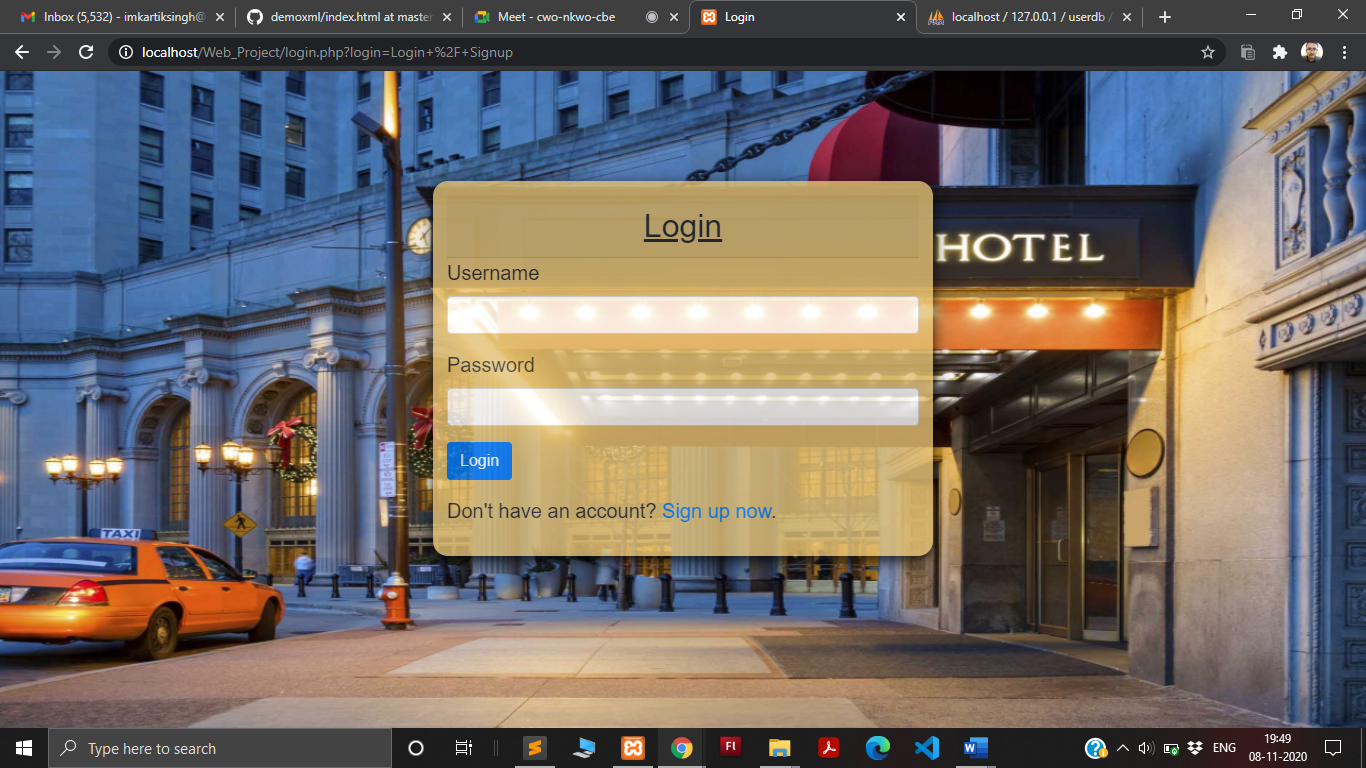 Inbox (5,532) - imkartiksingh@
demoxml/index.html at master
Meet - cwo-nkwo-cbe
Login
localhost / 127.0.0.1 / userdb /
localhost/Web_Project/login.php?login=Login+%2F+Signup
HOTEL
Login
Username
Password
Login
Don't have an account? Sign up now.
TAXI
Type here to search
Fl
W
ENG
19:49
08-11-2020